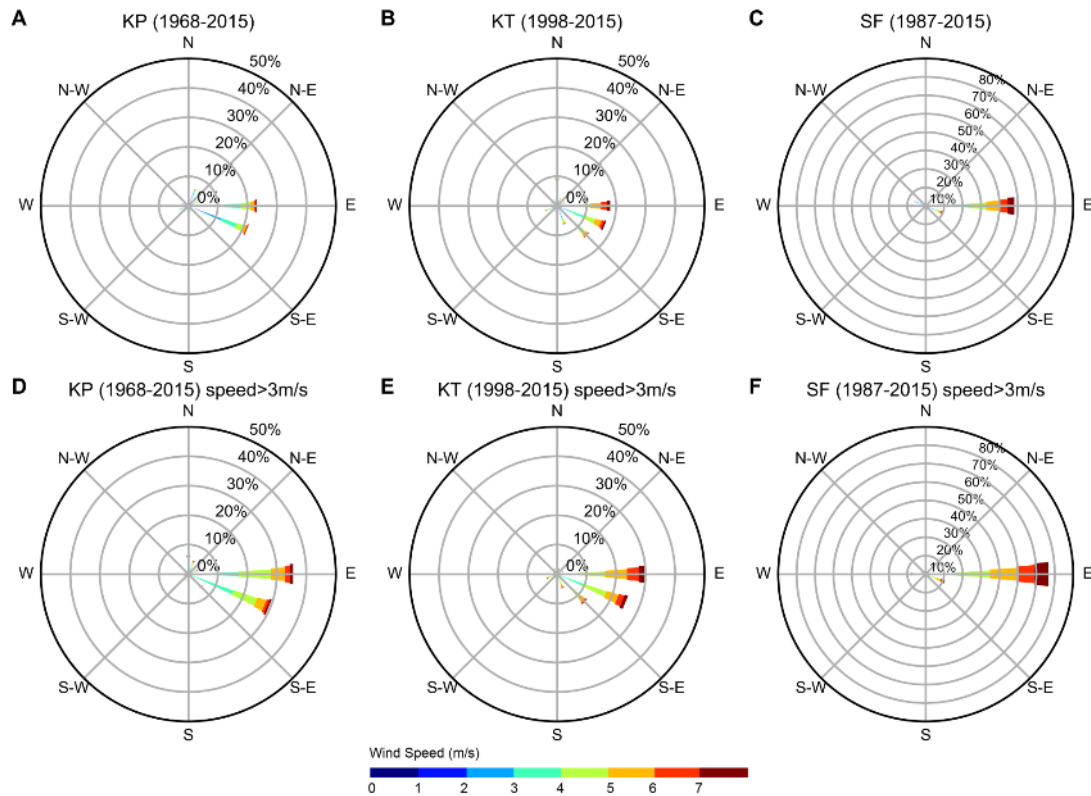 A KP (1968-2015)
B KT (1998-2015)
C SF (1987-2015)
N
50%
40%
30%
20%
10%
0%
N-W
N-E
W
E
S-W
S-E
S
N
50%
40%
30%
20%
10%
0%
N-W
N-E
W
E
S-W
S-E
S
N
80%
70%
60%
50%
40%
30%
20%
10%
N-W
N-E
W
E
S-W
S-E
S
D KP (1968-2015) speed>3m/s
E KT (1998-2015) speed>3m/s
F SF (1987-2015) speed>3m/s
N
50%
40%
30%
20%
10%
0%
N-W
N-E
W
E
S-W
S-E
S
N
50%
40%
30%
20%
10%
0%
N-W
N-E
W
E
S-W
S-E
S
N
80%
70%
60%
50%
40%
30%
20%
10%
N-W
N-E
W
E
S-W
S-E
S
Wind Speed (m/s)
0 1 2 3 4 5 6 7